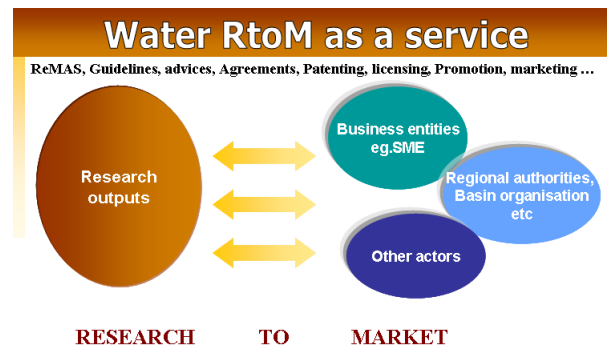 Water RtoM as a service
ReMAS, Guidelines, advices, Agreements, Patenting, licensing, Promotion, marketing ...
Research
outputs
Business entities
eg.SME
Regional authorities,
Basin organisation
etc
Other actors
RESEARCH TO MARKET